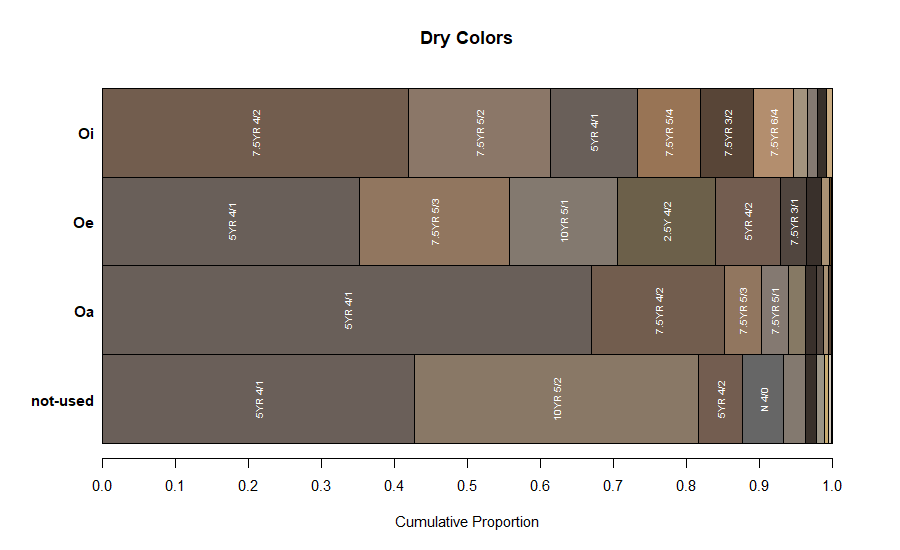 Dry Colors
Oi
7.5YR 4/2
7.5YR 5/2
5YR 4/1
7.5YR 5/4
7.5YR 3/2
7.5YR 6/4
Oe
5YR 4/1
7.5YR 5/3
10YR 5/1
2.5Y 4/2
5YR 4/2
7.5YR 3/1
Oa
5YR 4/1
7.5YR 4/2
7.5YR 5/3
7.5YR 5/1
not-used
5YR 4/1
10YR 5/2
5YR 4/2
N 4/0
0.0 0.1 0.2 0.3 0.4 0.5 0.6 0.7 0.8 0.9 1.0
Cumulative Proportion